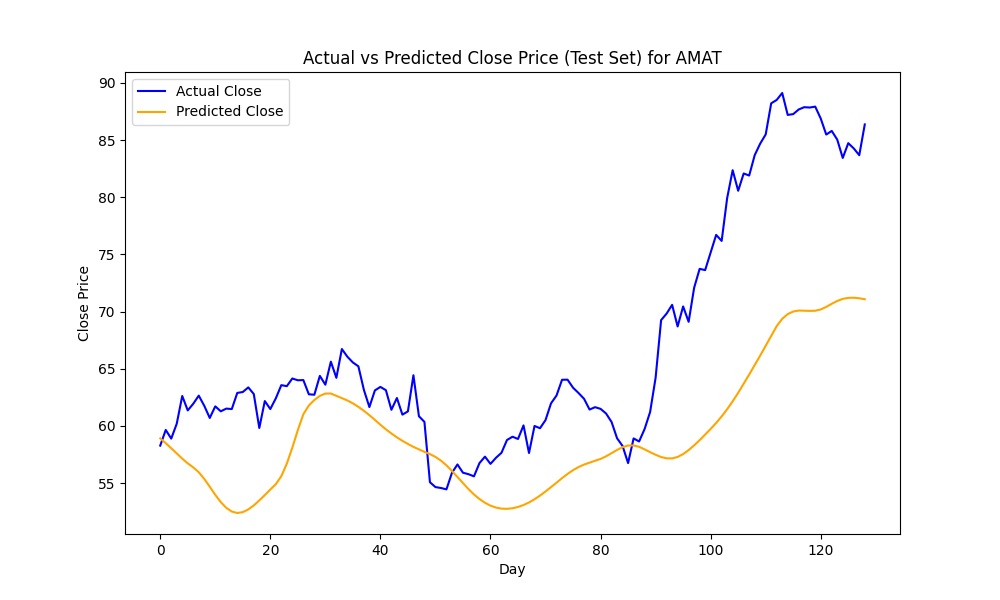 Actual vs Predicted Close Price (Test Set) for AMAT
Actual Close
Predicted Close
Close Price
90
85
80
75
70
65
60
55
0 20 40 60 80 100 120
Day